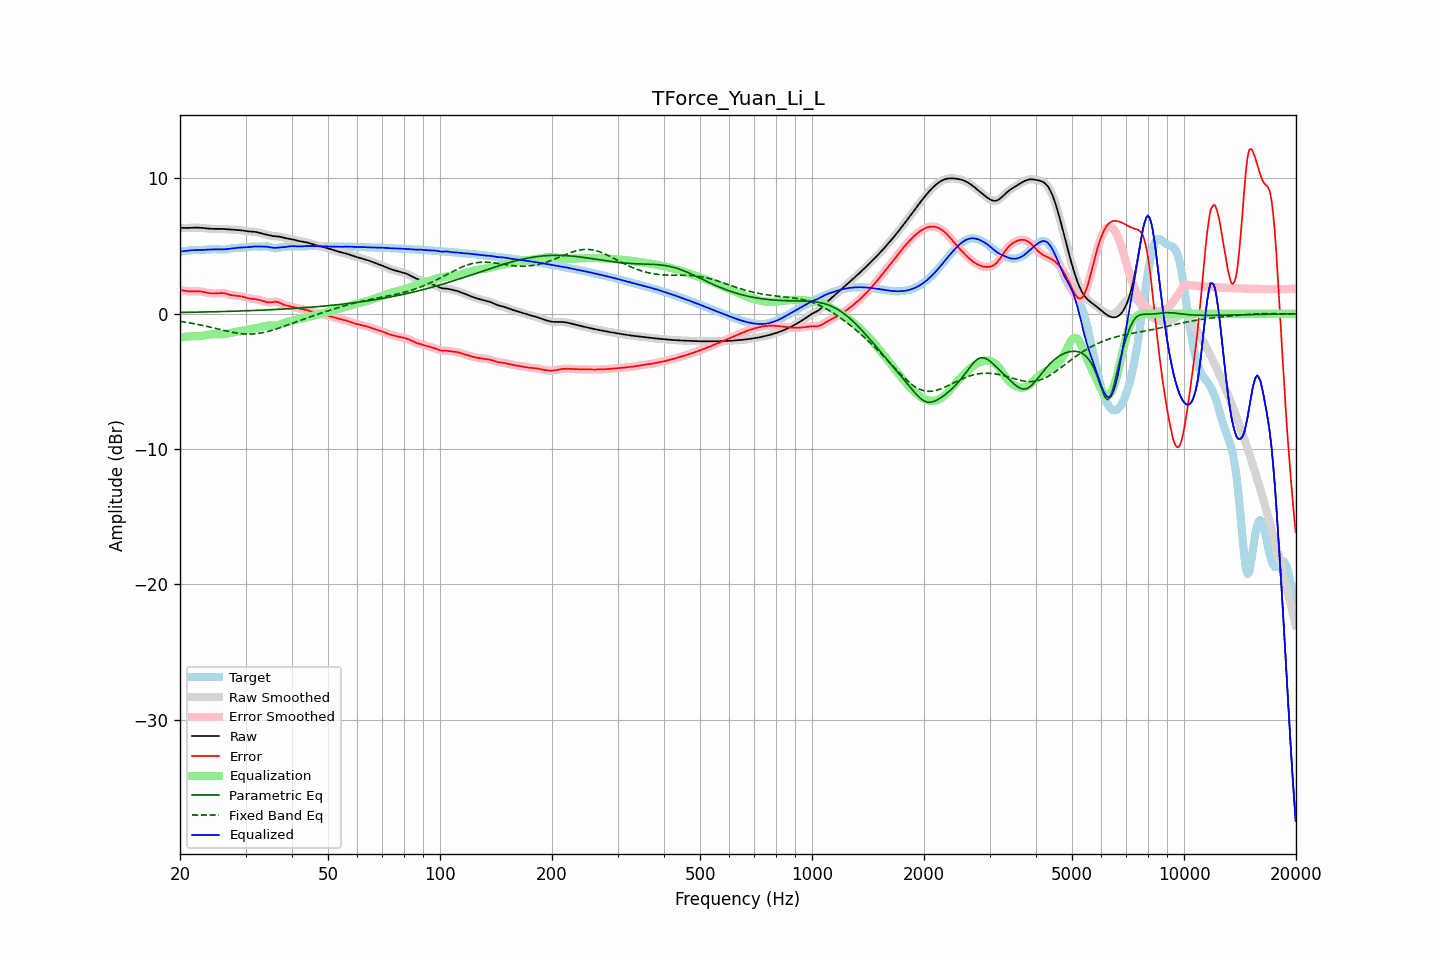 TForce_Yuan_Li_L
10
0
−10
−20
−30
Amplitude (dBr)
Target
Raw Smoothed
Error Smoothed
Raw
Error
Equalization
Parametric Eq
Fixed Band Eq
Equalized
20 50 100 200 500 1000 2000 5000 10000 20000
Frequency (Hz)